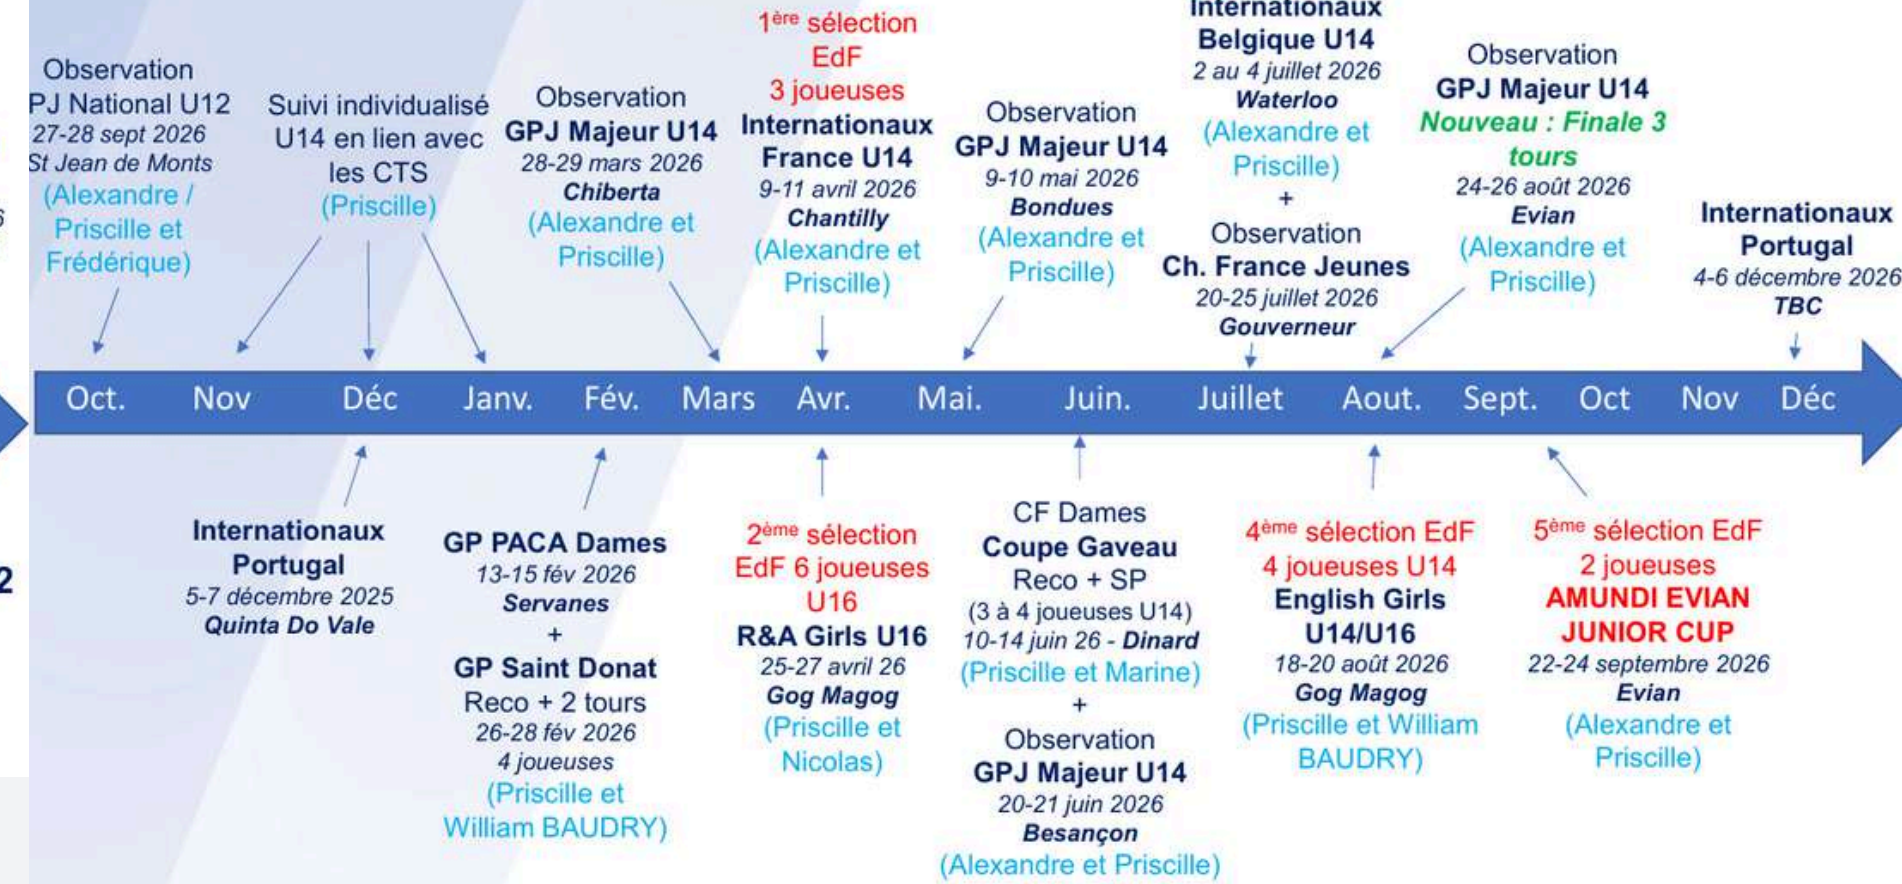 Observation
PJ National U12
27-28 sept 2026
St Jean de Monts
(Alexandre /
Priscille et
Frédérique)
Suivi individualisé
U14 en lien avec
les CTS
(Priscille)
Observation
GPJ Majeur U14
28-29 mars 2026
Chiberta
(Alexandre et
Priscille)
1ère sélection
EdF
3 joueuses
Internationaux
France U14
9-11 avril 2026
Chantilly
(Alexandre et
Priscille)
Observation
GPJ Majeur U14
9-10 mai 2026
Bondues
(Alexandre et
Priscille)
Internationaux
Belgique U14
2 au 4 juillet 2026
Waterloo
(Alexandre et
Priscille)
+
Observation
Ch. France Jeunes
20-25 juillet 2026
Gouverneur
Observation
GPJ Majeur U14
Nouveau : Finale 3
tours
24-26 août 2026
Evian
(Alexandre et
Priscille)
Internationaux
Portugal
4-6 décembre 2026
TBC
6
Oct. Nov Déc Janv. Fév. Mars Avr. Mai. Juin. Juillet Aout. Sept. Oct Nov Déc
2
Internationaux
Portugal
5-7 décembre 2025
Quinta Do Vale
GP PACA Dames
13-15 fév 2026
Servanes
+
GP Saint Donat
Reco + 2 tours
26-28 fév 2026
4 joueuses
(Priscille et
William BAUDRY)
2ème sélection
EdF 6 joueuses
U16
R&A Girls U16
25-27 avril 26
Gog Magog
(Priscille et
Nicolas)
CF Dames
Coupe Gaveau
Reco + SP
(3 à 4 joueuses U14)
10-14 juin 26 - Dinard
(Priscille et Marine)
+
Observation
GPJ Majeur U14
20-21 juin 2026
Besançon
(Alexandre et Priscille)
4ème sélection EdF
4 joueuses U14
English Girls
U14/U16
18-20 août 2026
Gog Magog
(Priscille et William
BAUDRY)
5ème sélection EdF
2 joueuses
AMUNDI EVIAN
JUNIOR CUP
22-24 septembre 2026
Evian
(Alexandre et
Priscille)